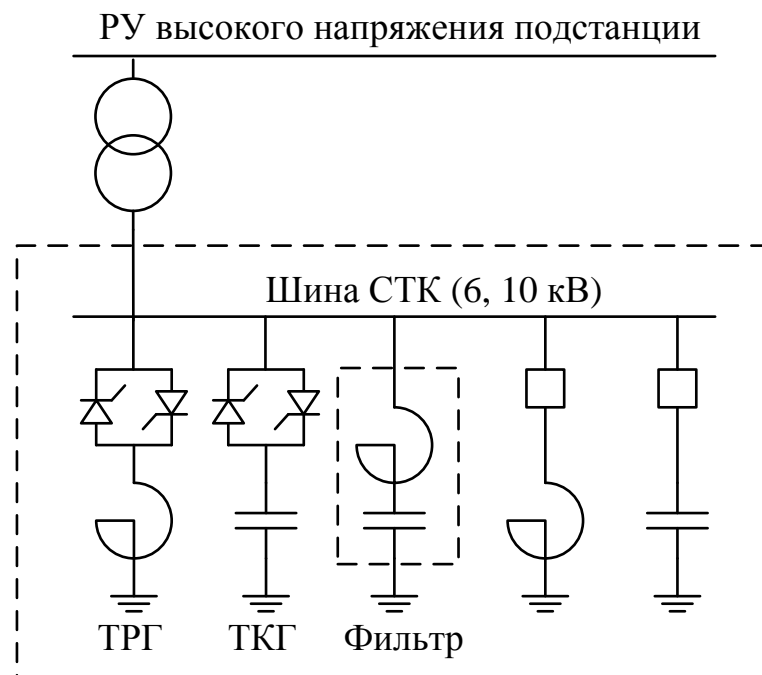 РУ высокого напряжения подстанции
Шина СТК (6, 10 кВ)
ТРГ ТКГ Фильтр